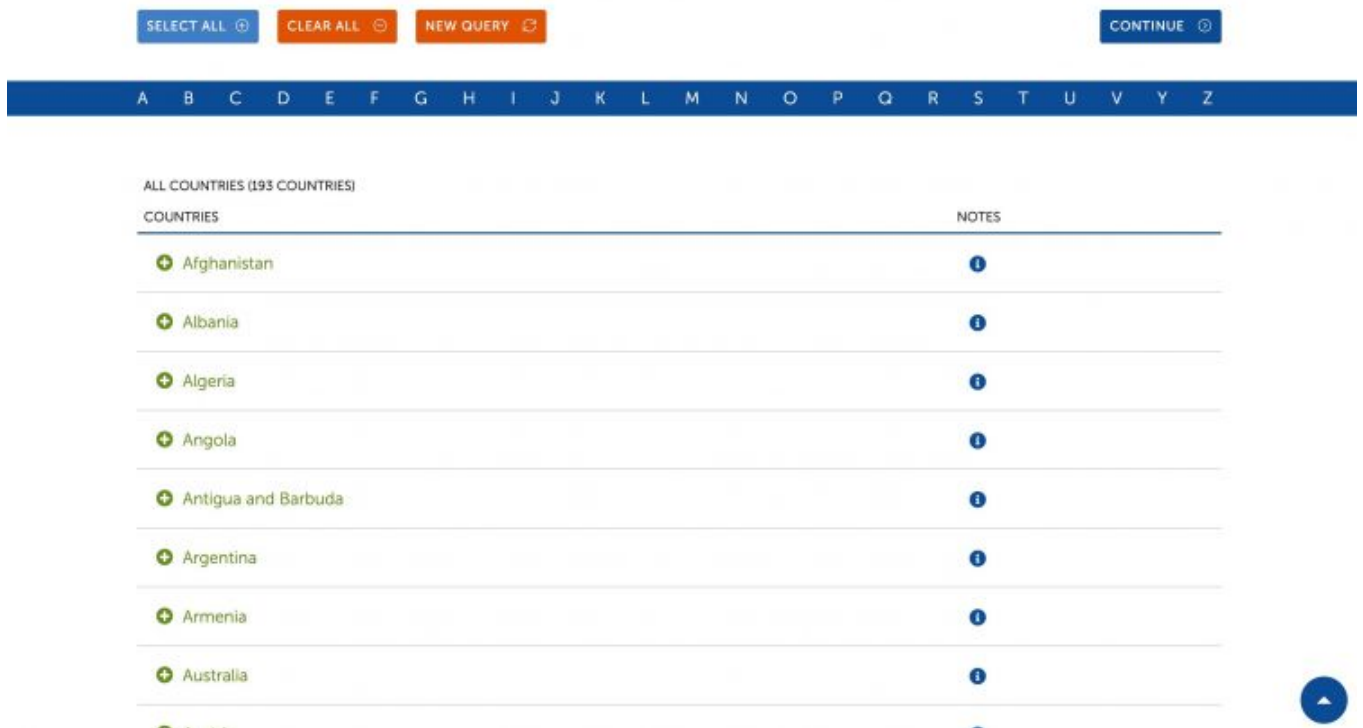 SELECT ALL CLEAR ALL NEW QUERY CONTINUE
A B C D E F G H I J K L M N O P Q R S T U V Y Z
ALL COUNTRIES (193 COUNTRIES)
COUNTRIES NOTES
Afghanistan
Albania
Algeria
Angola
Antigua and Barbuda
Argentina
Armenia
Australia